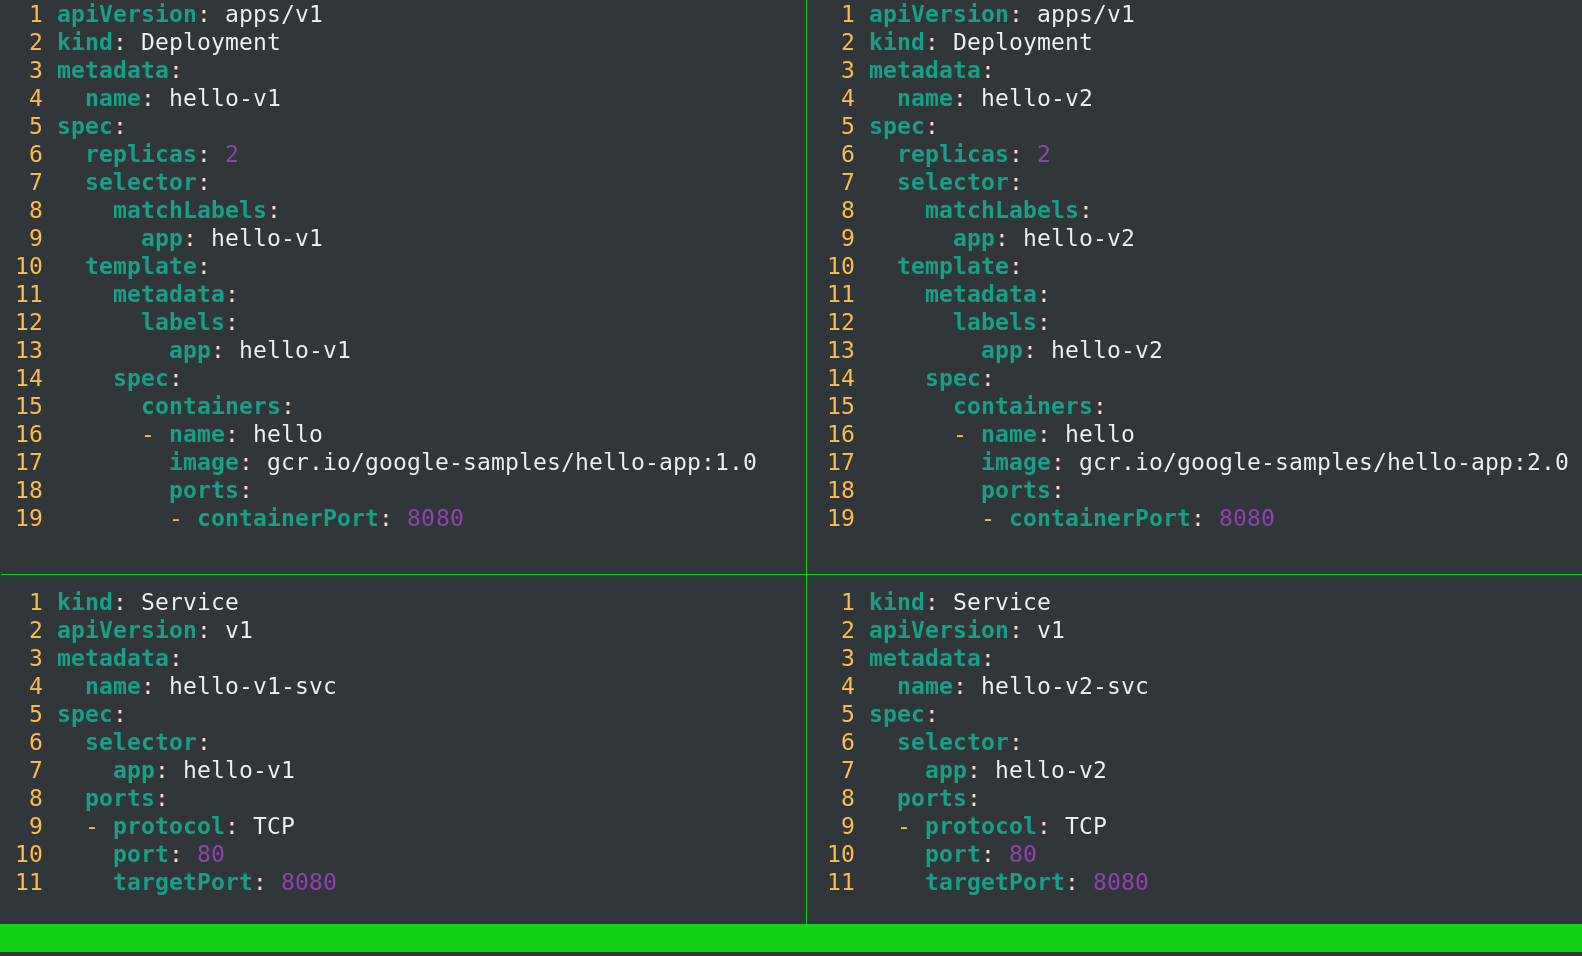 1 apiVersion: apps/v1
2 kind: Deployment
3 metadata:
4   name: hello-v1
5 spec:
6   replicas: 2
7   selector:
8     matchLabels:
9       app: hello-v1
10   template:
11     metadata:
12       labels:
13         app: hello-v1
14     spec:
15       containers:
16       - name: hello
17         image: gcr.io/google-samples/hello-app:1.0
18         ports:
19         - containerPort: 8080
1 apiVersion: apps/v1
2 kind: Deployment
3 metadata:
4   name: hello-v2
5 spec:
6   replicas: 2
7   selector:
8     matchLabels:
9       app: hello-v2
10   template:
11     metadata:
12       labels:
13         app: hello-v2
14     spec:
15       containers:
16       - name: hello
17         image: gcr.io/google-samples/hello-app:2.0
18         ports:
19         - containerPort: 8080
1 kind: Service
2 apiVersion: v1
3 metadata:
4   name: hello-v1-svc
5 spec:
6   selector:
7     app: hello-v1
8   ports:
9   - protocol: TCP
10     port: 80
11     targetPort: 8080
1 kind: Service
2 apiVersion: v1
3 metadata:
4   name: hello-v2-svc
5 spec:
6   selector:
7     app: hello-v2
8   ports:
9   - protocol: TCP
10     port: 80
11     targetPort: 8080